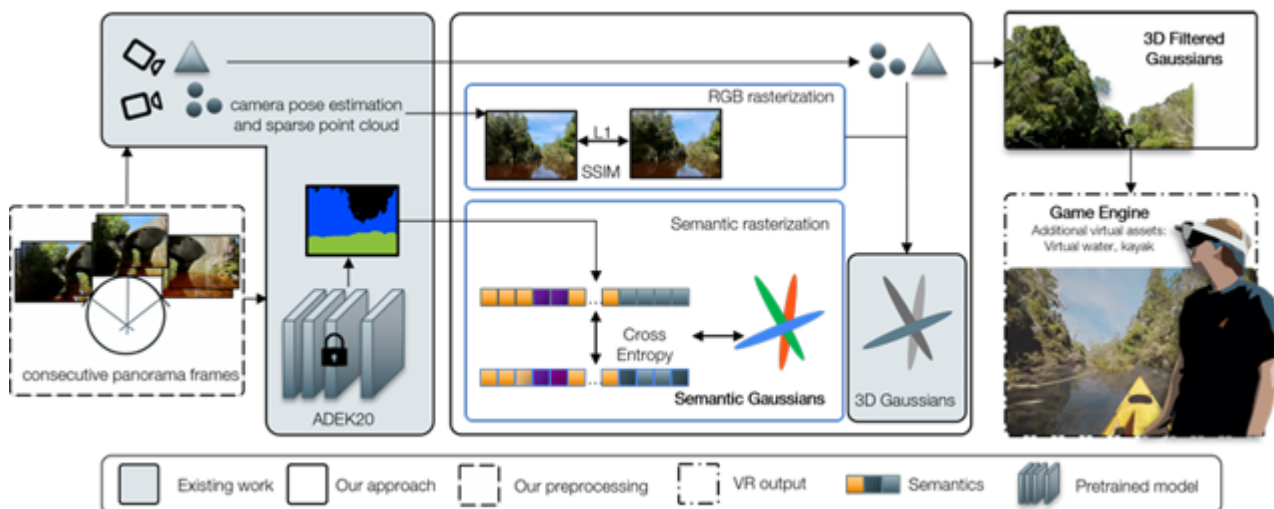 camera pose estimation
and sparse point cloud
RGB rasterization
L1
SSIM
3D Filtered
Gaussians
consecutive panorama frames
ADEK20
Semantic rasterization
...
Cross
Entropy
...
Semantic Gaussians
3D Gaussians
Game Engine
Additional virtual assets:
Virtual water, kayak
Existing work
Our approach
Our preprocessing
VR output
Semantics
Pretrained model